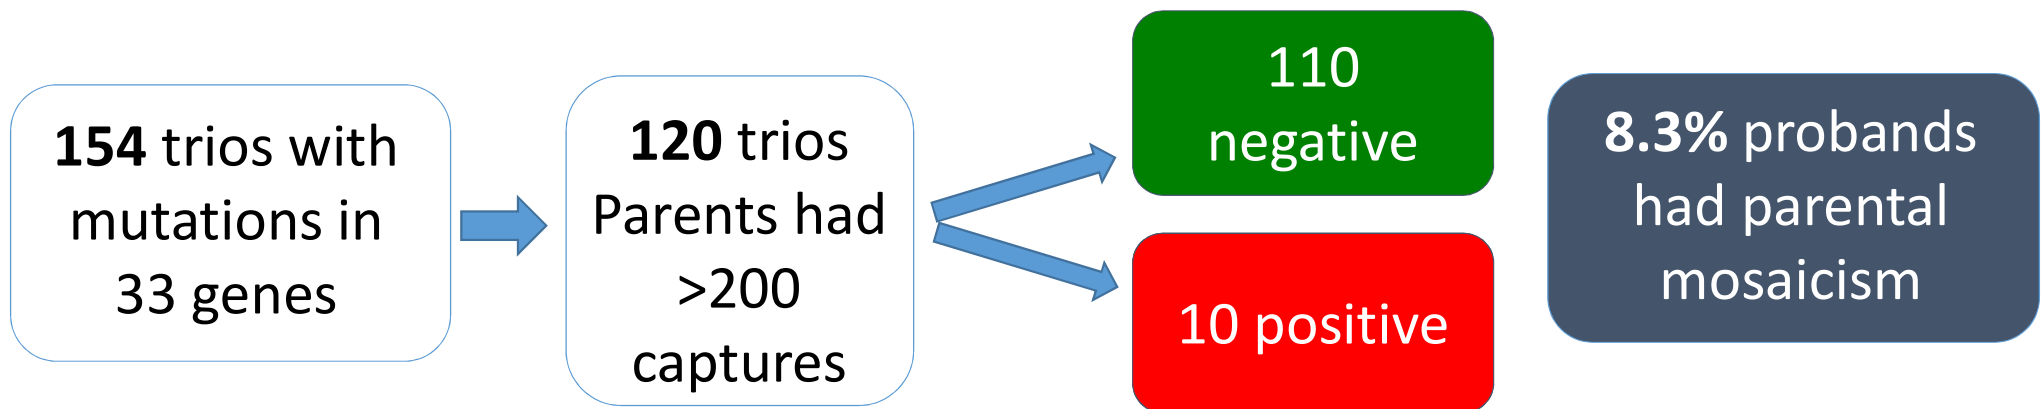 154 trios with
mutations in
33 genes
120 trios
Parents had
>200
captures
110
negative
10 positive
8.3% probands
had parental
mosaicism